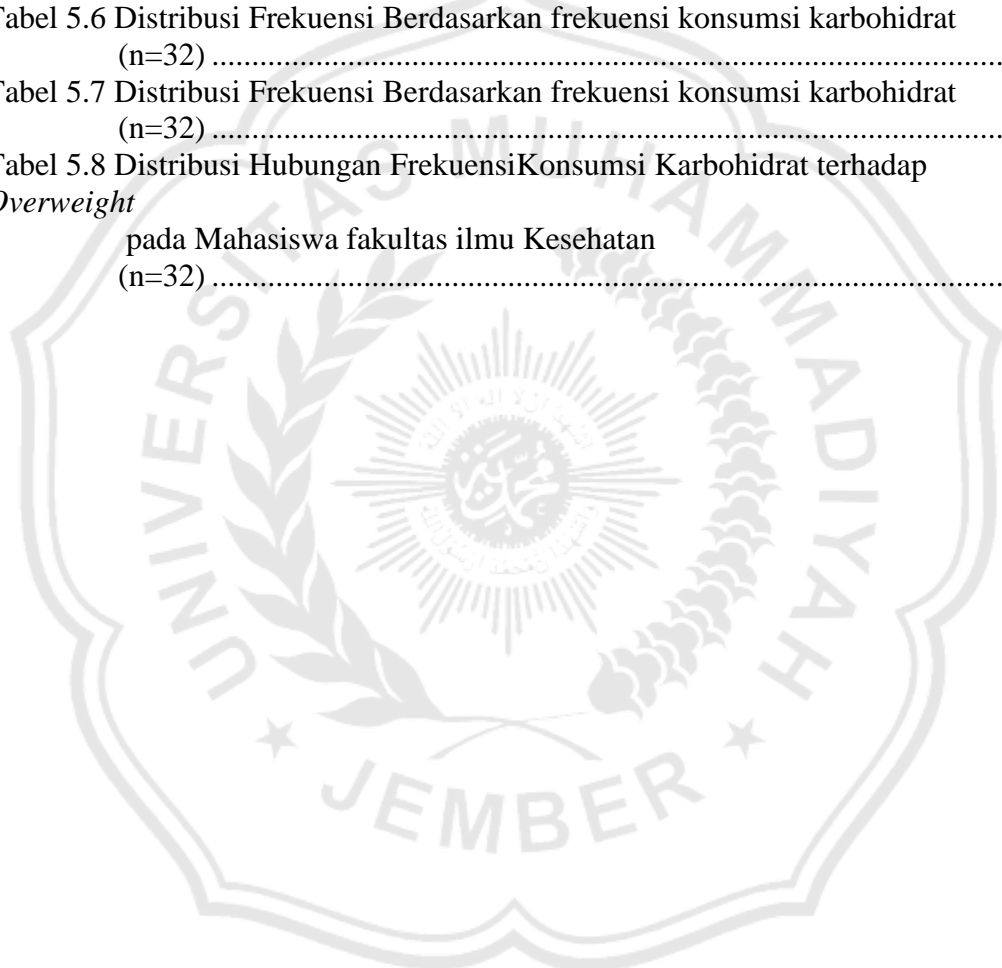 Tabel 5.6 Distribusi Frekuensi Berdasarkan frekuensi konsumsi karbohidrat
(n=32) ....................................................................................................
Tabel 5.7 Distribusi Frekuensi Berdasarkan frekuensi konsumsi karbohidrat
(n=32) ....................................................................................................
Tabel 5.8 Distribusi Hubungan FrekuensiKonsumsi Karbohidrat terhadap
Overweight
pada Mahasiswa fakultas ilmu Kesehatan
(n=32) ....................................................................................................
UNIVERSITAS MUHAMMADIYAH
JEMBER